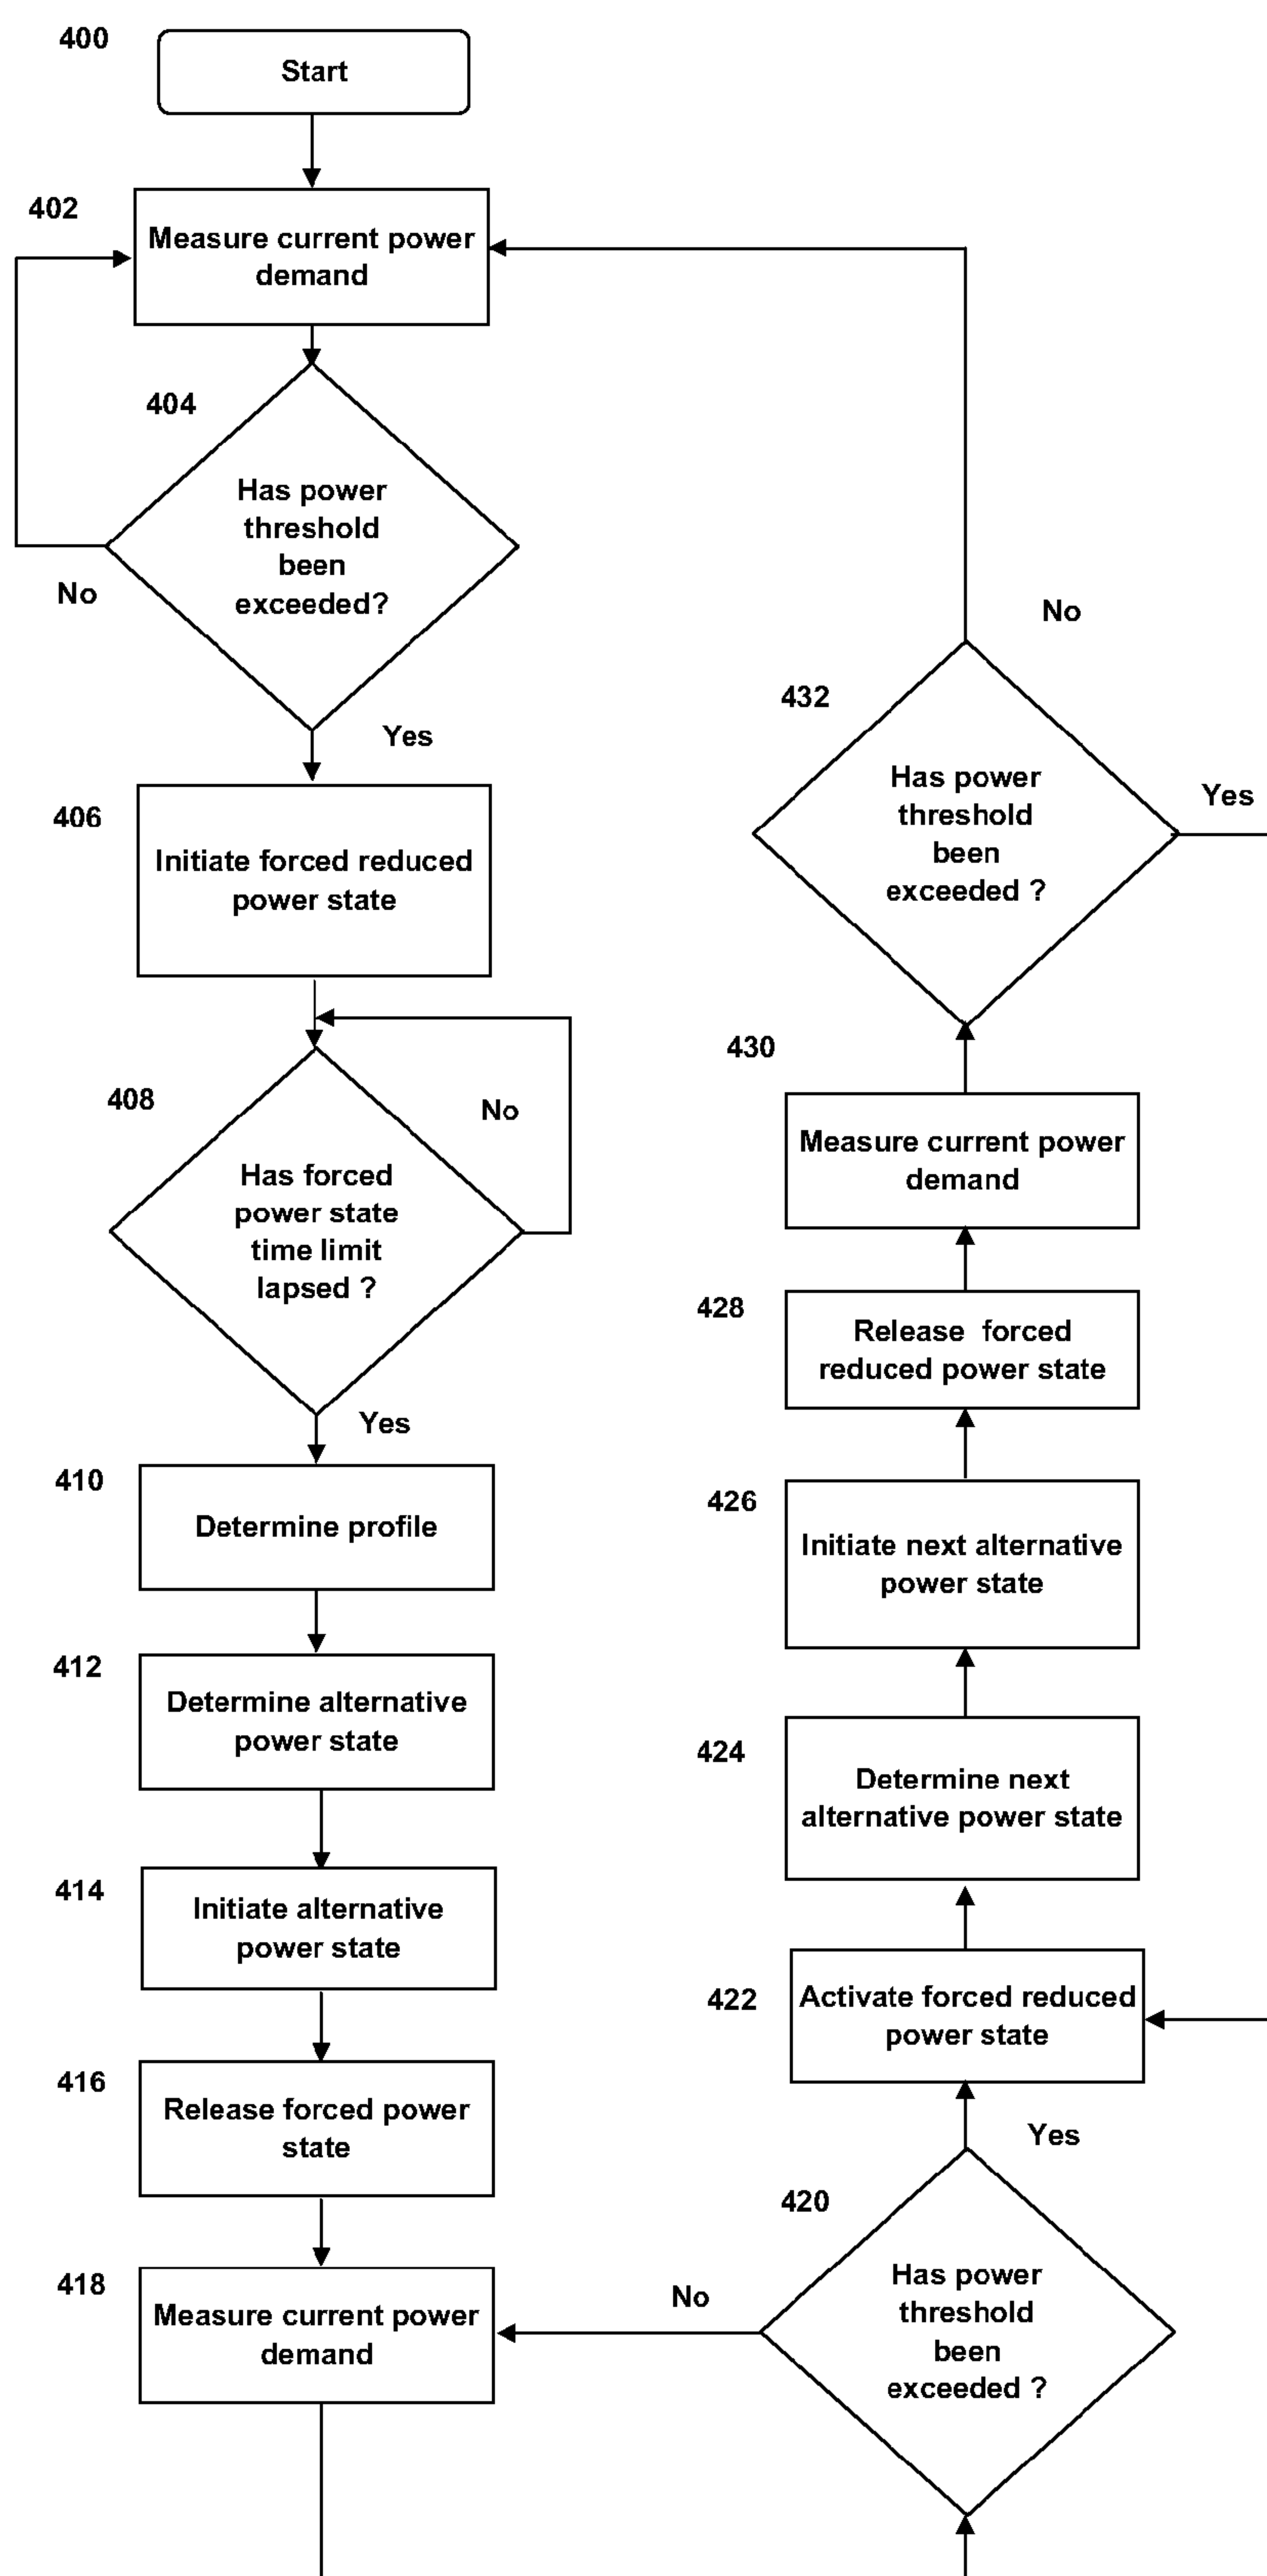 400
Start
402
Measure current power
demand
404
Has power
threshold
been
exceeded?
No
Yes
406
Initiate forced reduced
power state
408
No
Has forced
power state
time limit
lapsed ?
Yes
410
Determine profile
412
Determine alternative
power state
414
Initiate alternative
power state
416
Release forced power
state
418
Measure current power
demand
No
420
Has power
threshold
been
exceeded ?
Yes
422
Activate forced reduced
power state
424
Determine next
alternative power state
426
Initiate next alternative
power state
428
Release forced
reduced power state
430
Measure current power
demand
432
Has power
threshold
been
exceeded ?
Yes
No